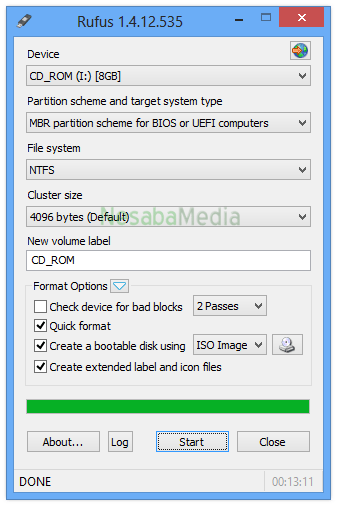 Rufus 1.4.12.535
Device
CD_ROM (I:) [8GB]
Partition scheme and target system type
MBR partition scheme for BIOS or UEFI computers
File system
NTFS
Cluster size
4096 bytes (Default)
NesabaMedia
New volume label
CD_ROM
Format Options
Check device for bad blocks 2 Passes
Quick format
Create a bootable disk using ISO Image
Create extended label and icon files
About... Log Start Close
DONE 00:13:11